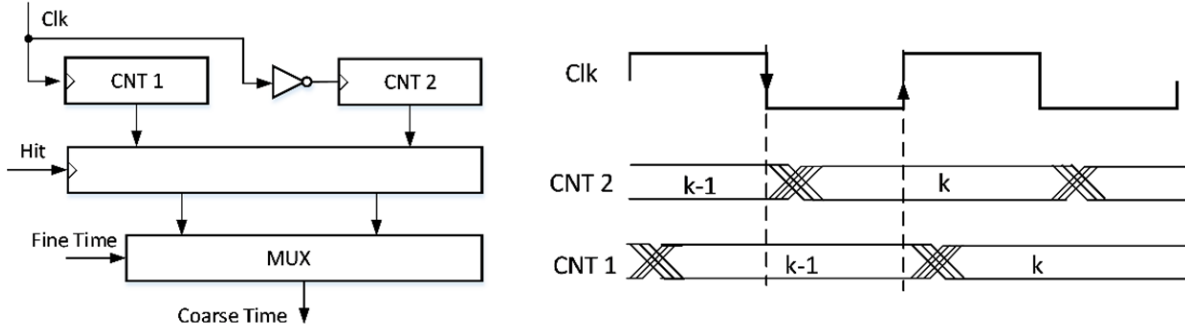 Clk
CNT 1
CNT 2
Hit
Fine Time
MUX
Coarse Time
Clk
CNT 2
k-1
k
CNT 1
k-1
k